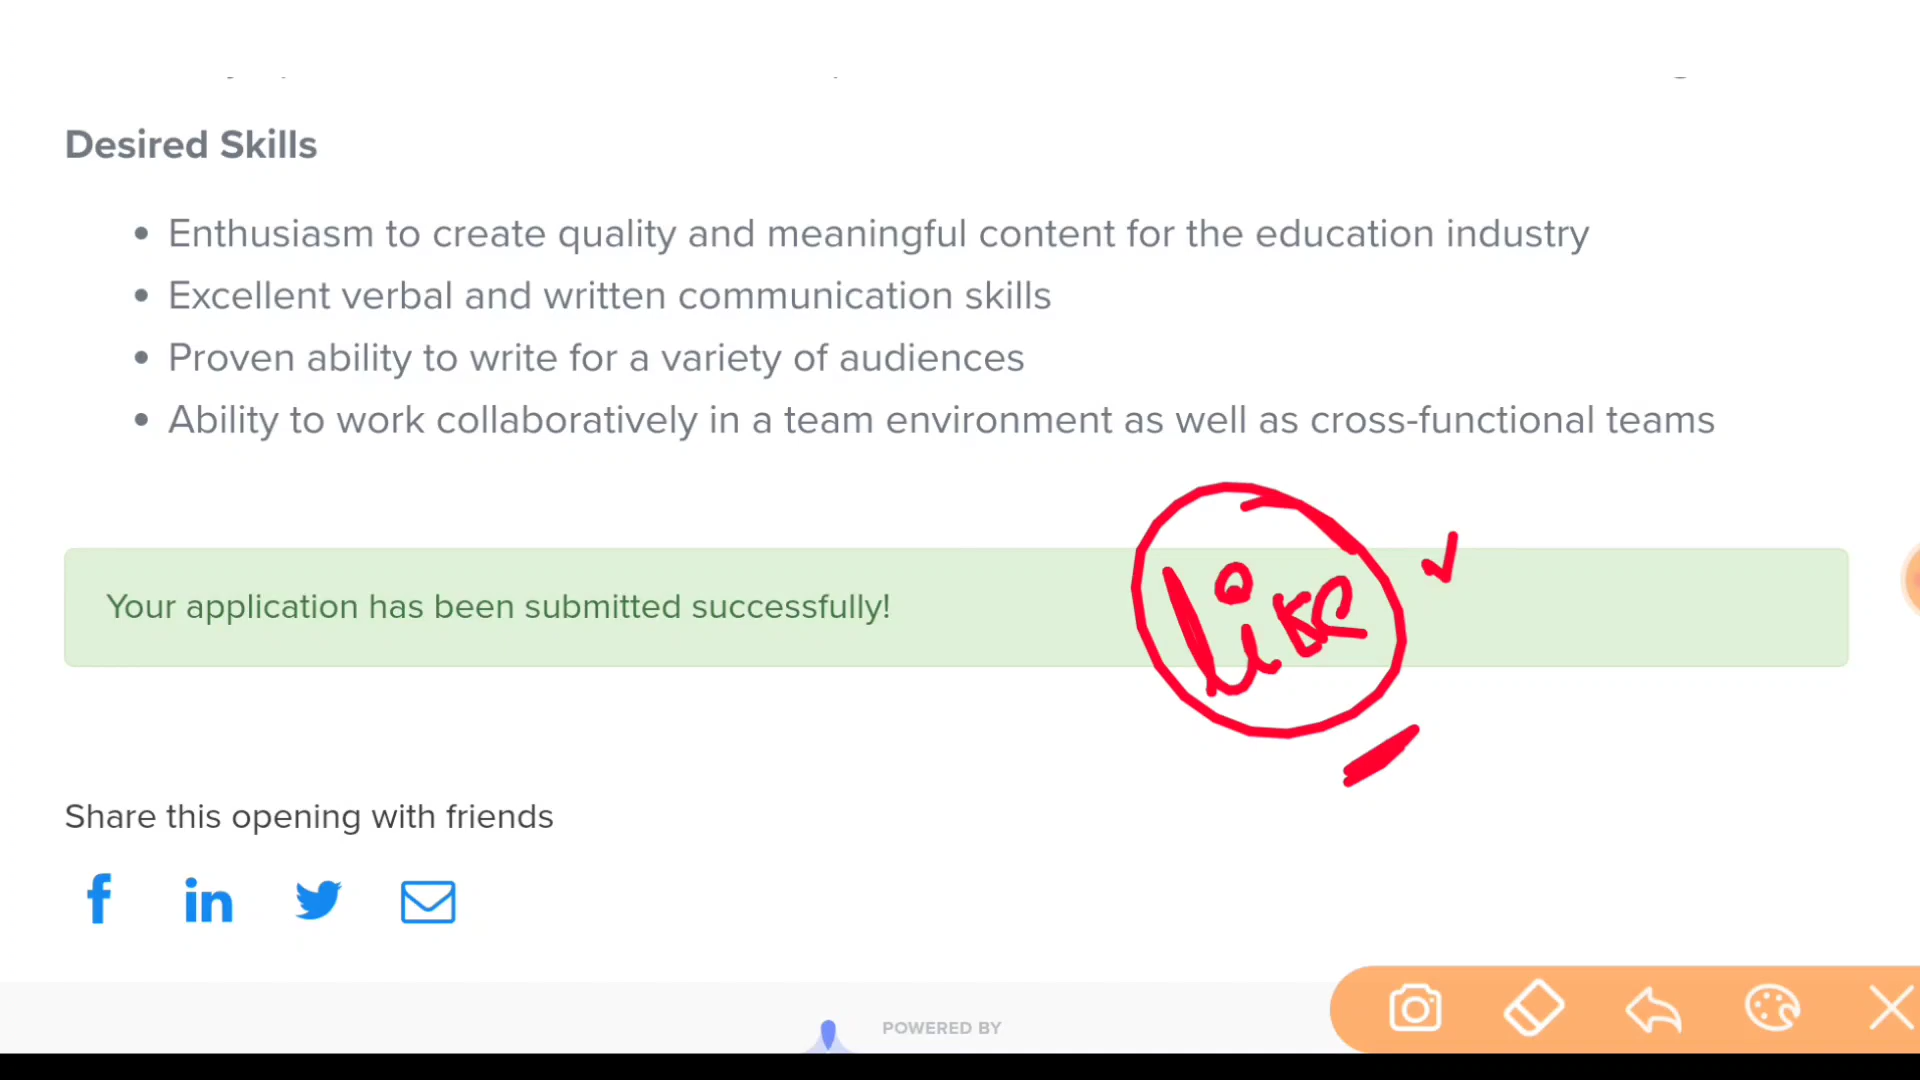 Desired Skills
Enthusiasm to create quality and meaningful content for the education industry
Excellent verbal and written communication skills
Proven ability to write for a variety of audiences
Ability to work collaboratively in a team environment as well as cross-functional teams
Your application has been submitted successfully!
like
Share this opening with friends
POWERED BY